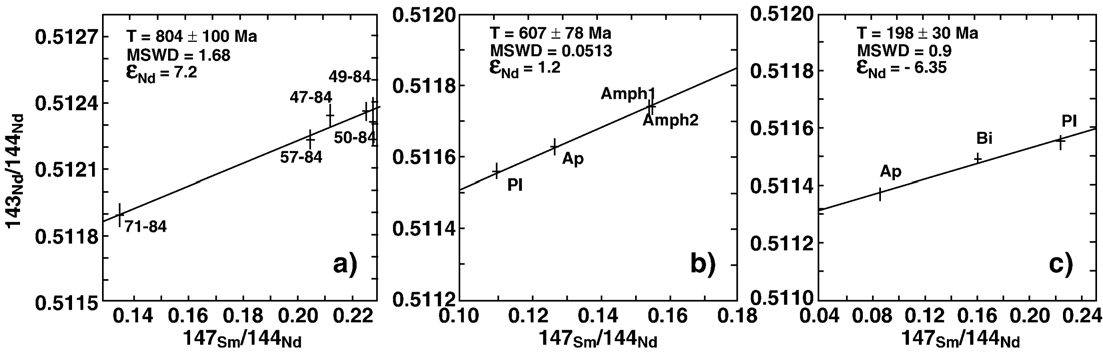 0.5127
0.5124
0.5121
0.5118
0.5115
143Nd/144Nd
T = 804 ± 100 Ma
MSWD = 1.68
εNd = 7.2
49-84
47-84
50-84
57-84
71-84
a)
0.14 0.16 0.18 0.20 0.22
147Sm/144Nd
0.5120
0.5118
0.5116
0.5114
0.5112
T = 607 ± 78 Ma
MSWD = 0.0513
εNd = 1.2
Amph1
Amph2
Ap
Pl
b)
0.10 0.12 0.14 0.16 0.18
147Sm/144Nd
0.5120
0.5118
0.5116
0.5114
0.5112
0.5110
T = 198 ± 30 Ma
MSWD = 0.9
εNd = - 6.35
Pl
Bi
Ap
c)
0.04 0.08 0.12 0.16 0.20 0.24
147Sm/144Nd